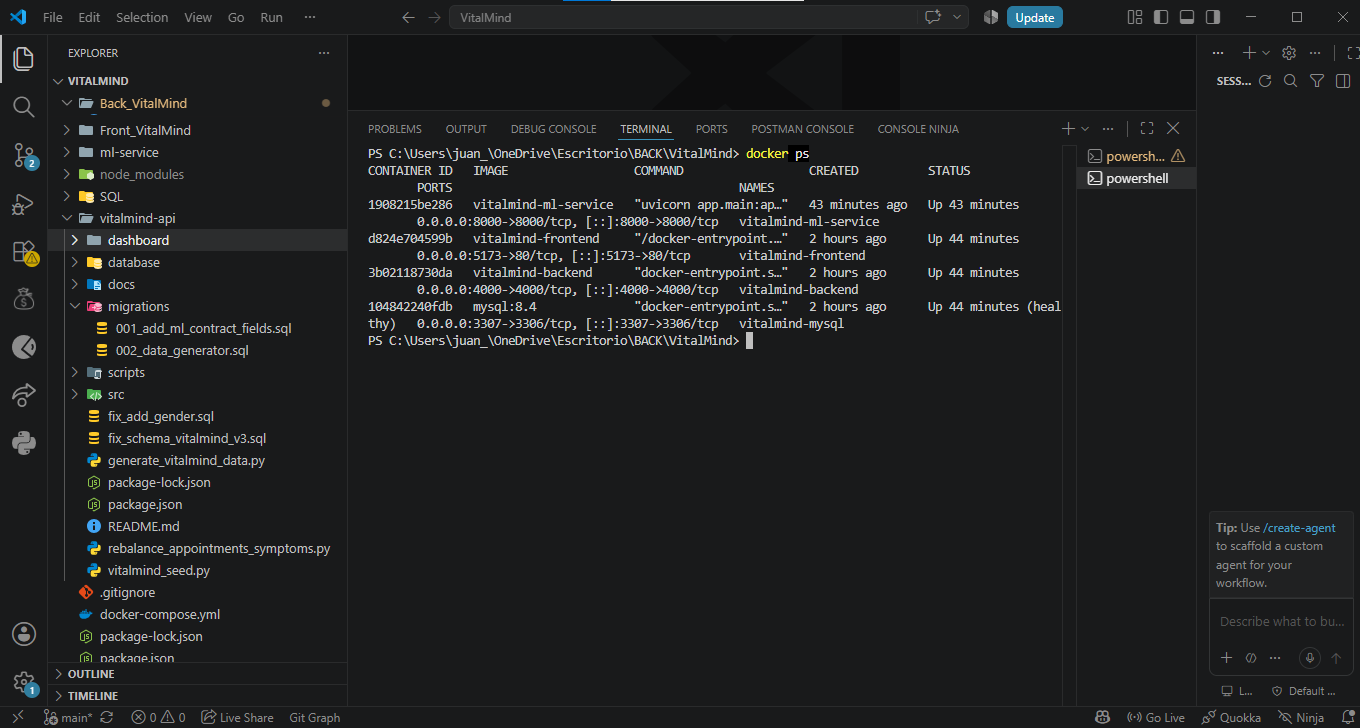 File Edit Selection View Go Run ··· VitalMind Update
EXPLORER ···
SESS...
VITALMIND
Back_VitalMind
Front_VitalMind
ml-service
node_modules
SQL
vitalmind-api
dashboard
database
docs
migrations
001_add_ml_contract_fields.sql
002_data_generator.sql
scripts
src
fix_add_gender.sql
fix_schema_vitalmind_v3.sql
generate_vitalmind_data.py
package-lock.json
package.json
README.md
rebalance_appointments_symptoms.py
vitalmind_seed.py
.gitignore
docker-compose.yml
package-lock.json
package.json
OUTLINE
TIMELINE
2
1
PROBLEMS OUTPUT DEBUG CONSOLE TERMINAL PORTS POSTMAN CONSOLE CONSOLE NINJA
PS C:\Users\juan_\OneDrive\Escritorio\BACK\VitalMind> docker ps
CONTAINER ID IMAGE COMMAND CREATED STATUS
PORTS NAMES
1908215be286 vitalmind-ml-service "uvicorn app.main:ap…" 43 minutes ago Up 43 minutes
0.0.0.0:8000->8000/tcp, [::]:8000->8000/tcp vitalmind-ml-service
d824e704599b vitalmind-frontend "/docker-entrypoint.…" 2 hours ago Up 44 minutes
0.0.0.0:5173->80/tcp, [::]:5173->80/tcp vitalmind-frontend
3b02118730da vitalmind-backend "docker-entrypoint.s…" 2 hours ago Up 44 minutes
0.0.0.0:4000->4000/tcp, [::]:4000->4000/tcp vitalmind-backend
104842240fdb mysql:8.4 "docker-entrypoint.s…" 2 hours ago Up 44 minutes (heal
thy) 0.0.0.0:3307->3306/tcp, [::]:3307->3306/tcp vitalmind-mysql
PS C:\Users\juan_\OneDrive\Escritorio\BACK\VitalMind>
powersh...
powershell
Tip: Use /create-agent
to scaffold a custom
agent for your
workflow.
Describe what to bu...
L... Default ...
main* 0 0 Live Share Git Graph Go Live Quokka Ninja